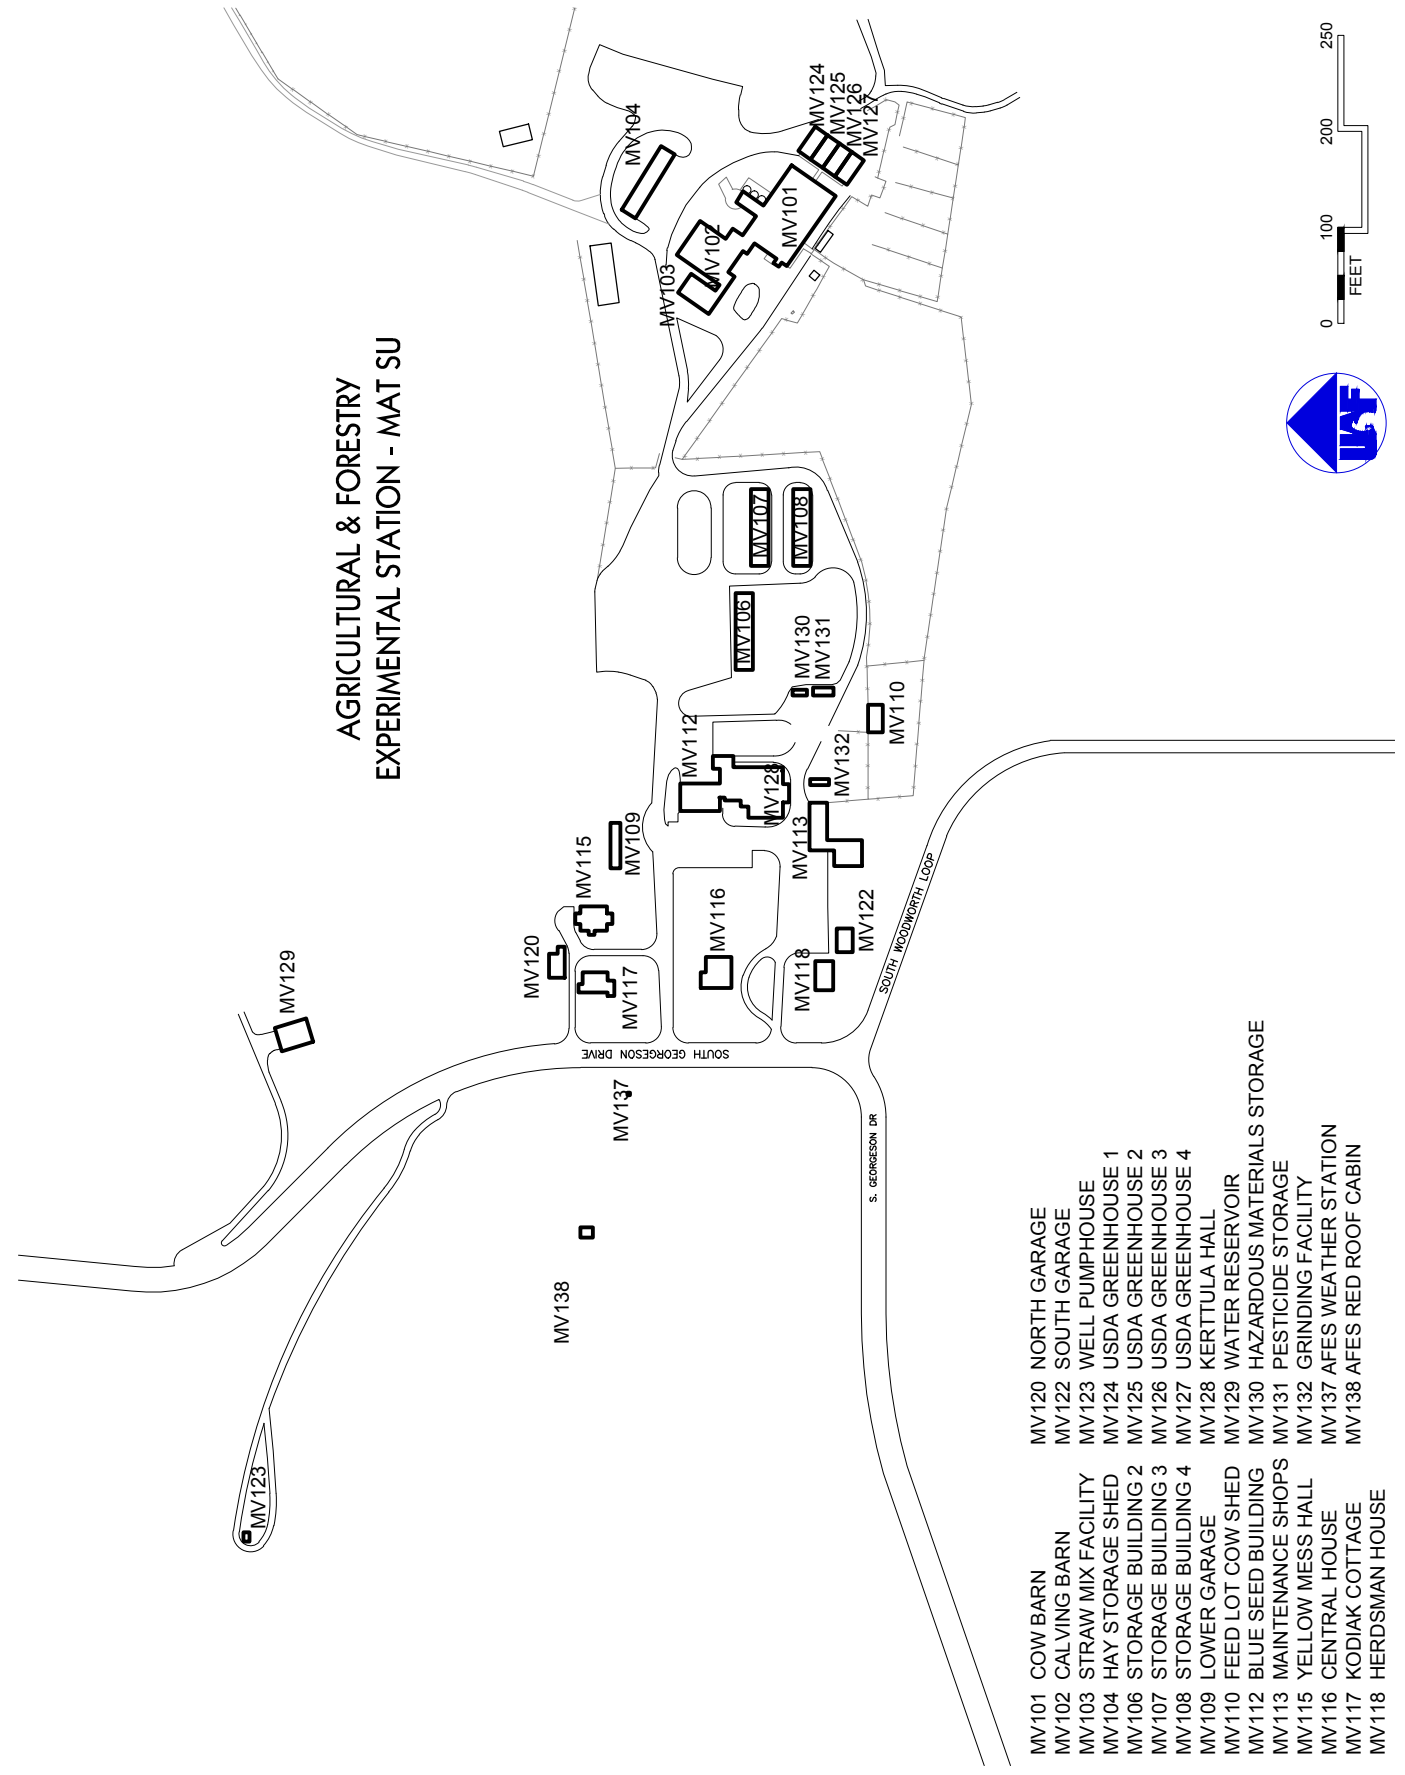 AGRICULTURAL & FORESTRY
EXPERIMENTAL STATION - MAT SU
MV123
MV129
MV138
MV120
MV115
MV109
MV117
MV137
SOUTH GEORGESON DRIVE
MV104
MV103
MV102
MV101
MV124
MV125
MV126
MV127
MV112
MV128
MV116
MV106
MV107
MV108
MV130
MV131
MV132
MV113
MV118
MV122
MV110
SOUTH WOODWORTH LOOP
S. GEORGESON DR
MV101 COW BARN
MV102 CALVING BARN
MV103 STRAW MIX FACILITY
MV104 HAY STORAGE SHED
MV106 STORAGE BUILDING 2
MV107 STORAGE BUILDING 3
MV108 STORAGE BUILDING 4
MV109 LOWER GARAGE
MV110 FEED LOT COW SHED
MV112 BLUE SEED BUILDING
MV113 MAINTENANCE SHOPS
MV115 YELLOW MESS HALL
MV116 CENTRAL HOUSE
MV117 KODIAK COTTAGE
MV118 HERDSMAN HOUSE
MV120 NORTH GARAGE
MV122 SOUTH GARAGE
MV123 WELL PUMPHOUSE
MV124 USDA GREENHOUSE 1
MV125 USDA GREENHOUSE 2
MV126 USDA GREENHOUSE 3
MV127 USDA GREENHOUSE 4
MV128 KERTTULA HALL
MV129 WATER RESERVOIR
MV130 HAZARDOUS MATERIALS STORAGE
MV131 PESTICIDE STORAGE
MV132 GRINDING FACILITY
MV137 AFES WEATHER STATION
MV138 AFES RED ROOF CABIN
UAF
0 100 200 250
FEET